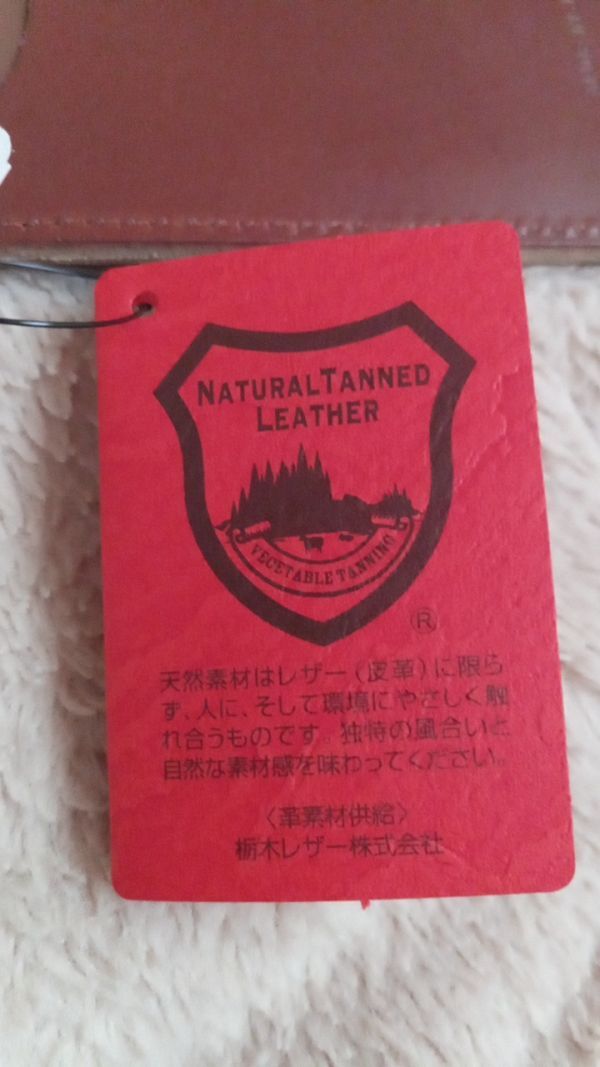 NATURALTANNED
LEATHER
VEGETABLE TANNING
®
天然素材はレザー(皮革)に限ら
ず、人に、そして環境にやさしく触
れ合うものです。独特の風合いと
自然な素材感を味わってください。
〈革素材供給〉
栃木レザー株式会社